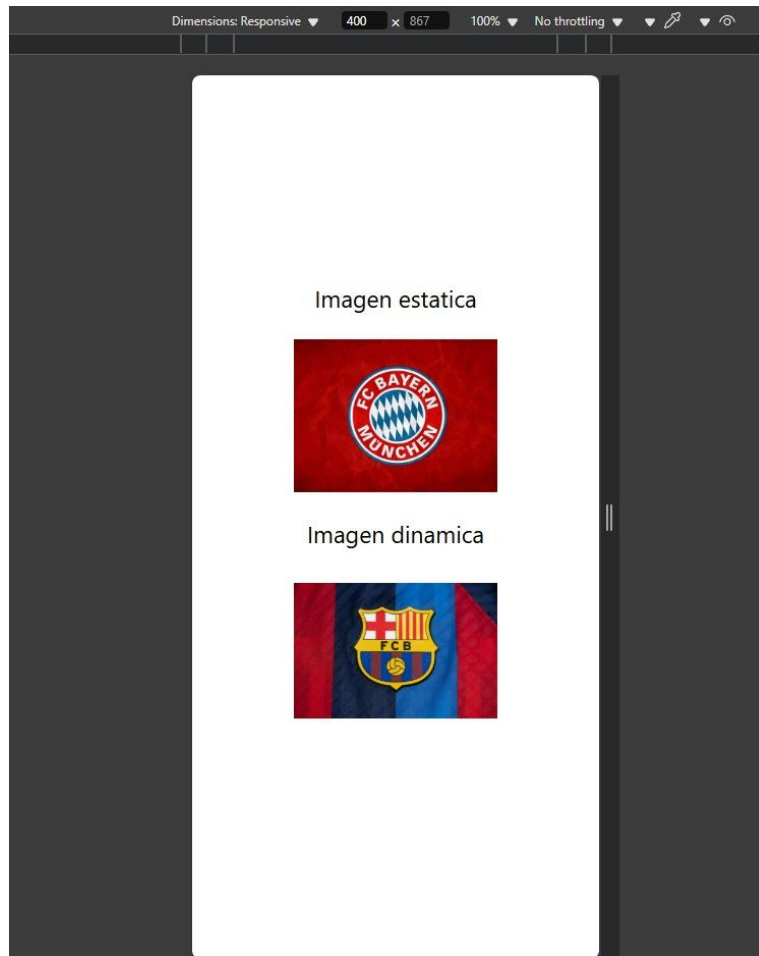 Dimensions: Responsive 400 × 867 100% No throttling
Imagen estatica
FC BAYERN
MÜNCHEN
Imagen dinamica
FCB